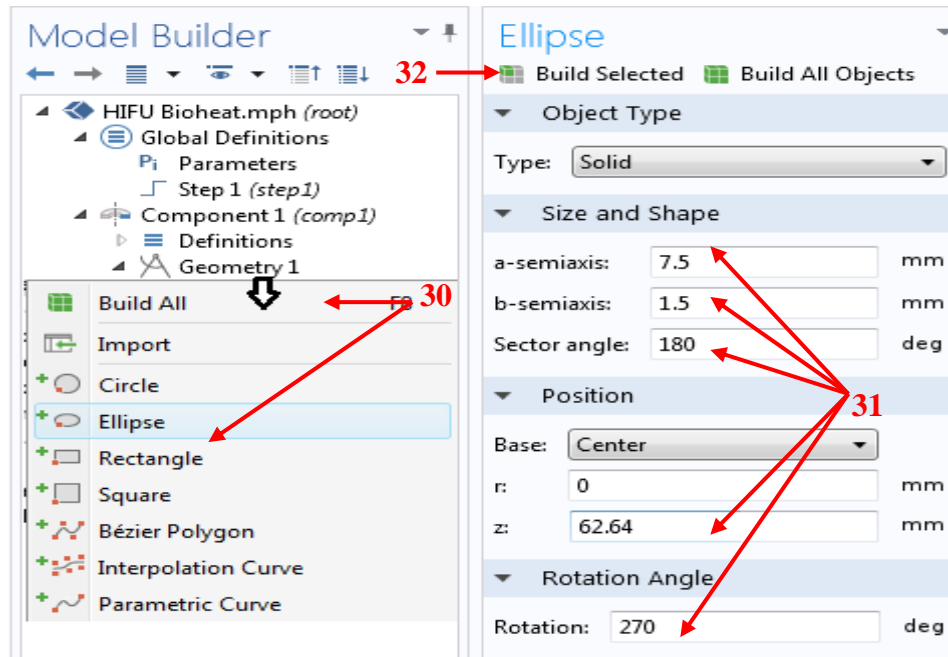 Model Builder
32
HIFU Bioheat.mph (root)
Global Definitions
Pi Parameters
Step 1 (step1)
Component 1 (comp1)
Definitions
Geometry 1
Build All
30
Import
Circle
Ellipse
Rectangle
Square
Bézier Polygon
Interpolation Curve
Parametric Curve
Ellipse
Build Selected Build All Objects
Object Type
Type: Solid
Size and Shape
a-semiaxis: 7.5 mm
b-semiaxis: 1.5 mm
Sector angle: 180 deg
Position
31
Base: Center
r: 0 mm
z: 62.64 mm
Rotation Angle
Rotation: 270 deg